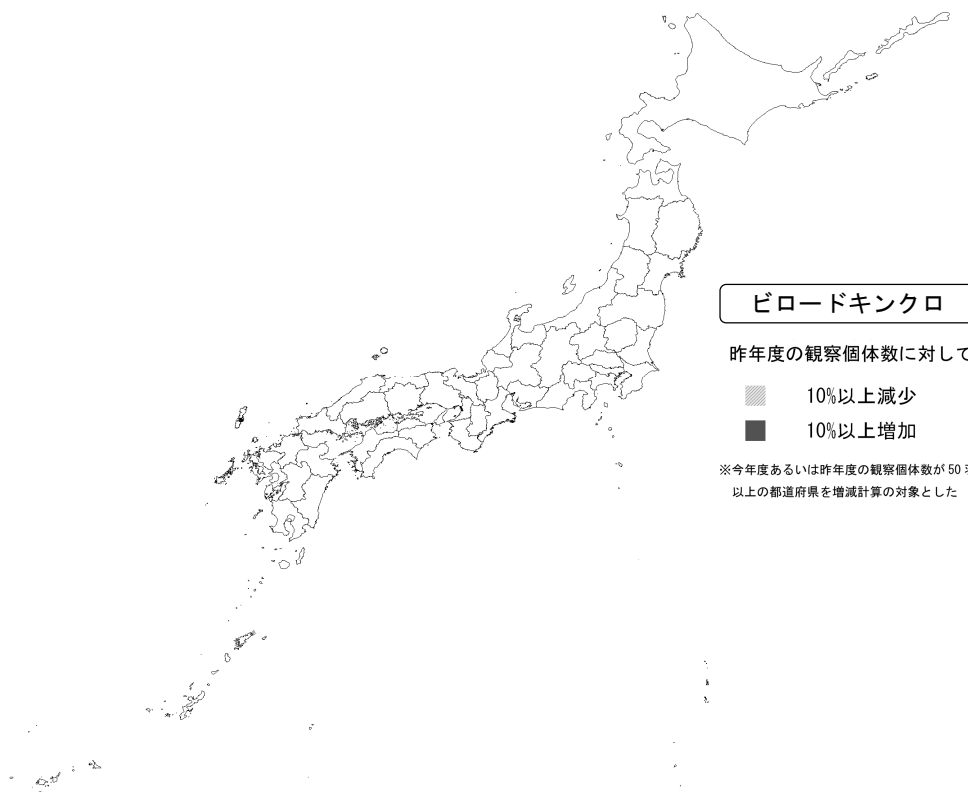 ビロードキンクロ
昨年度の観察個体数に対して
10%以上減少
10%以上増加
※今年度あるいは昨年度の観察個体数が 50
以上の都道府県を増減計算の対象とした